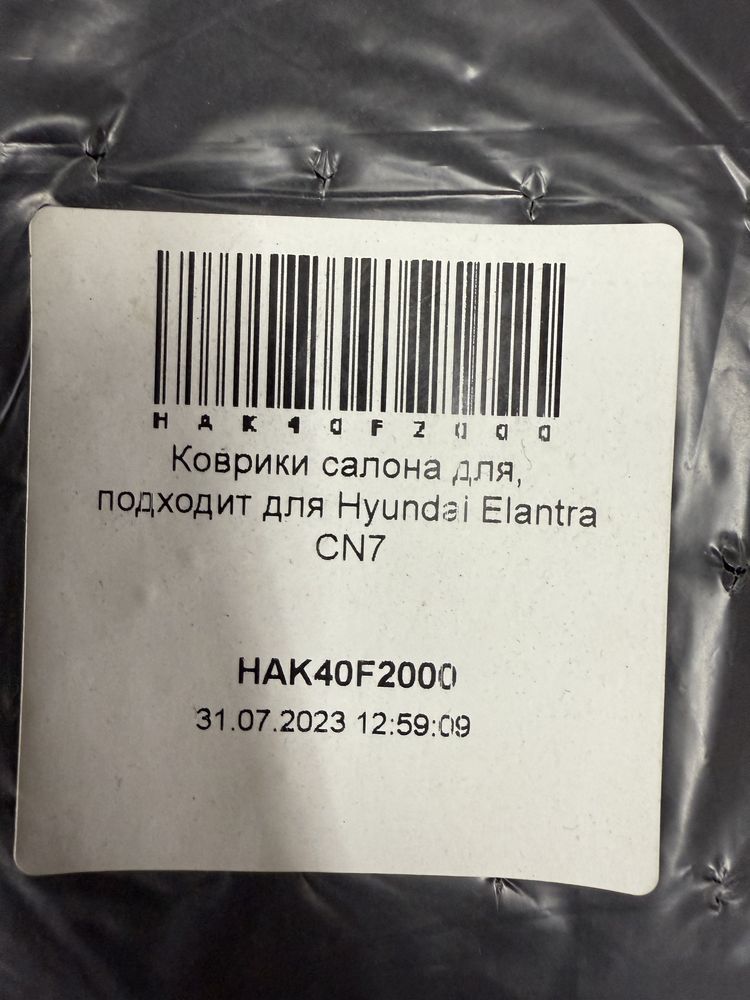 HAK40F2000
Коврики салона для,
подходит для Hyundai Elantra
CN7
HAK40F2000
31.07.2023 12:59:09